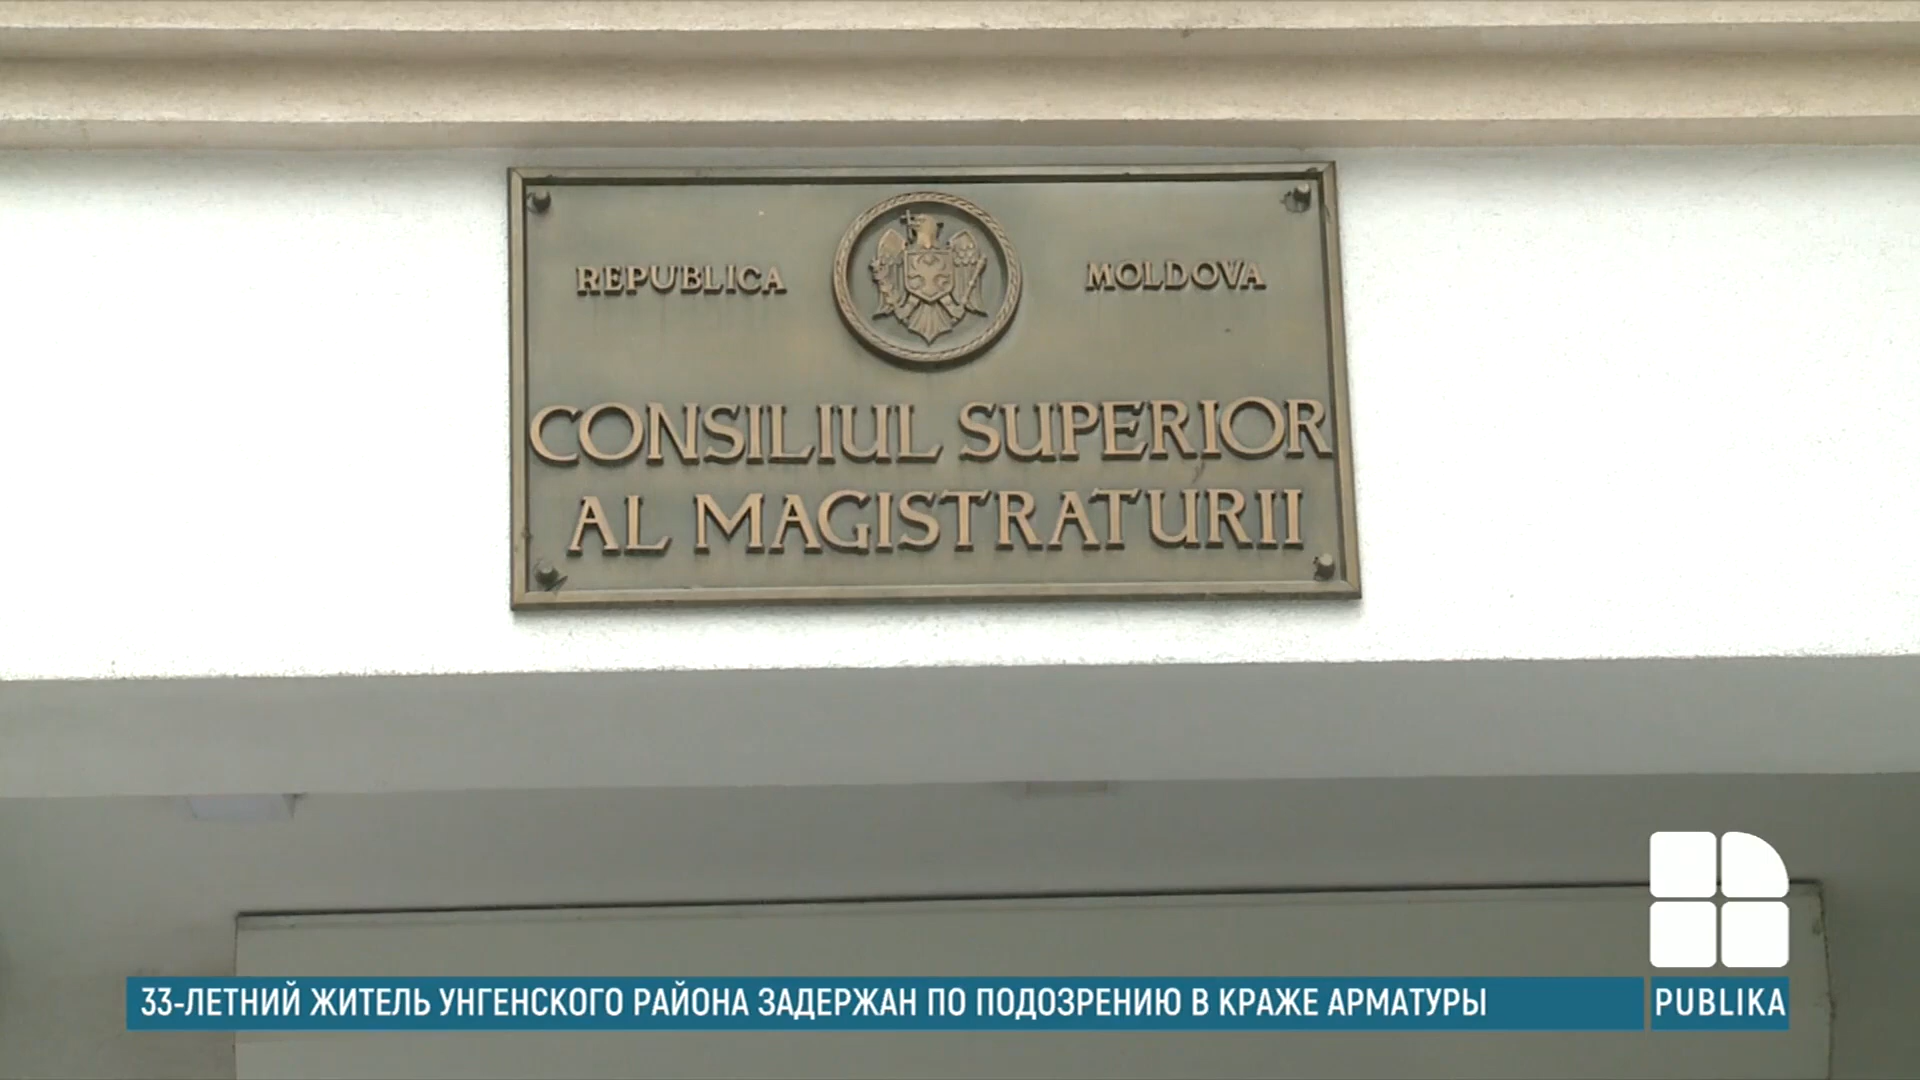 REPUBLICA MOLDOVA
CONSILIUL SUPERIOR
AL MAGISTRATURII
33-ЛЕТНИЙ ЖИТЕЛЬ УНГЕНСКОГО РАЙОНА ЗАДЕРЖАН ПО ПОДОЗРЕНИЮ В КРАЖЕ АРМАТУРЫ
PUBLIKA